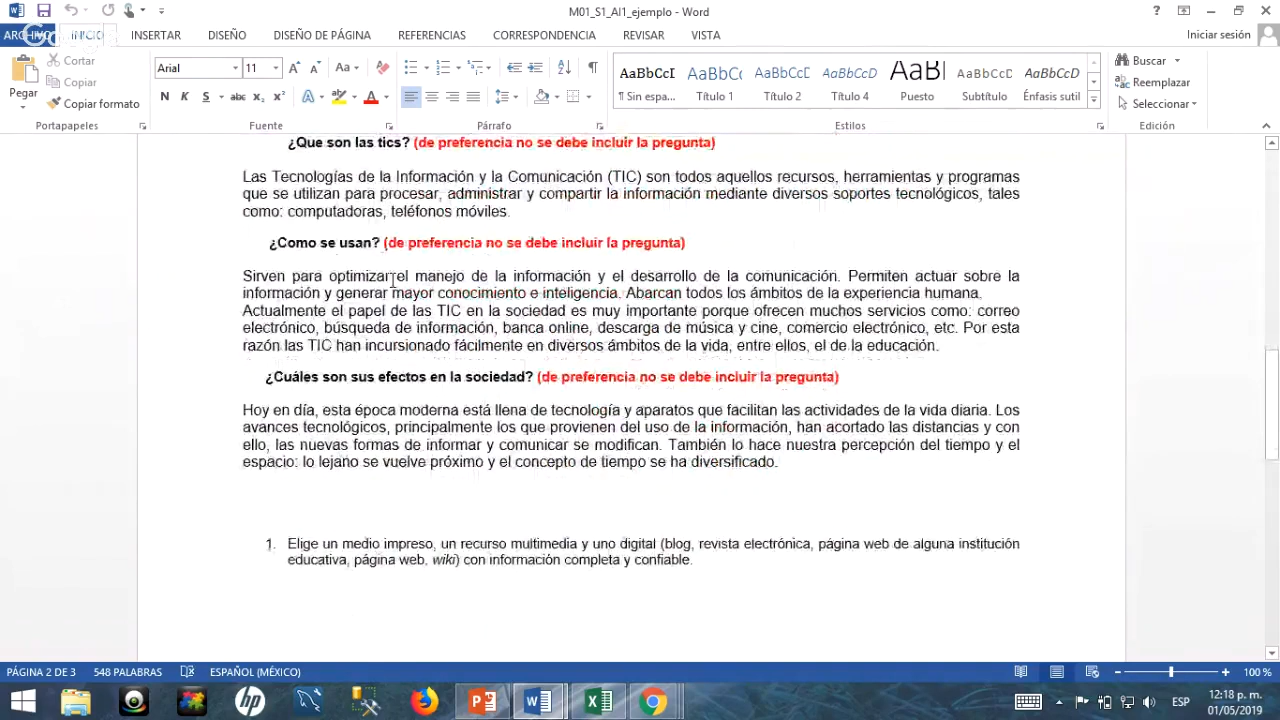 M01_S1_AI1_ejemplo - Word
ARCHIVO INICIO INSERTAR DISEÑO DISEÑO DE PÁGINA REFERENCIAS CORRESPONDENCIA REVISAR VISTA Iniciar sesión
Pegar
Cortar
Copiar
Copiar formato
Portapapeles
Arial 11
N K S abc x₂ x²
Fuente
Párrafo
AaBbCcI AaBbCc AaBbCcD AaBbCcDc AaBl AaBbCcD AaBbCcDc
¶ Sin espa... Título 1 Título 2 Título 4 Puesto Subtítulo Énfasis sutil
Estilos
Buscar
Reemplazar
Seleccionar
Edición
¿Que son las tics? (de preferencia no se debe incluir la pregunta)
Las Tecnologías de la Información y la Comunicación (TIC) son todos aquellos recursos, herramientas y programas
que se utilizan para procesar, administrar y compartir la información mediante diversos soportes tecnológicos, tales
como: computadoras, teléfonos móviles.
¿Como se usan? (de preferencia no se debe incluir la pregunta)
Sirven para optimizar el manejo de la información y el desarrollo de la comunicación. Permiten actuar sobre la
información y generar mayor conocimiento e inteligencia. Abarcan todos los ámbitos de la experiencia humana.
Actualmente el papel de las TIC en la sociedad es muy importante porque ofrecen muchos servicios como: correo
electrónico, búsqueda de información, banca online, descarga de música y cine, comercio electrónico, etc. Por esta
razón las TIC han incursionado fácilmente en diversos ámbitos de la vida, entre ellos, el de la educación.
¿Cuáles son sus efectos en la sociedad? (de preferencia no se debe incluir la pregunta)
Hoy en día, esta época moderna está llena de tecnología y aparatos que facilitan las actividades de la vida diaria. Los
avances tecnológicos, principalmente los que provienen del uso de la información, han acortado las distancias y con
ello, las nuevas formas de informar y comunicar se modifican. También lo hace nuestra percepción del tiempo y el
espacio: lo lejano se vuelve próximo y el concepto de tiempo se ha diversificado.
1. Elige un medio impreso, un recurso multimedia y uno digital (blog, revista electrónica, página web de alguna institución
educativa, página web, wiki) con información completa y confiable.
PÁGINA 2 DE 3 548 PALABRAS ESPAÑOL (MÉXICO) 100 %
ESP
12:18 p. m.
01/05/2019